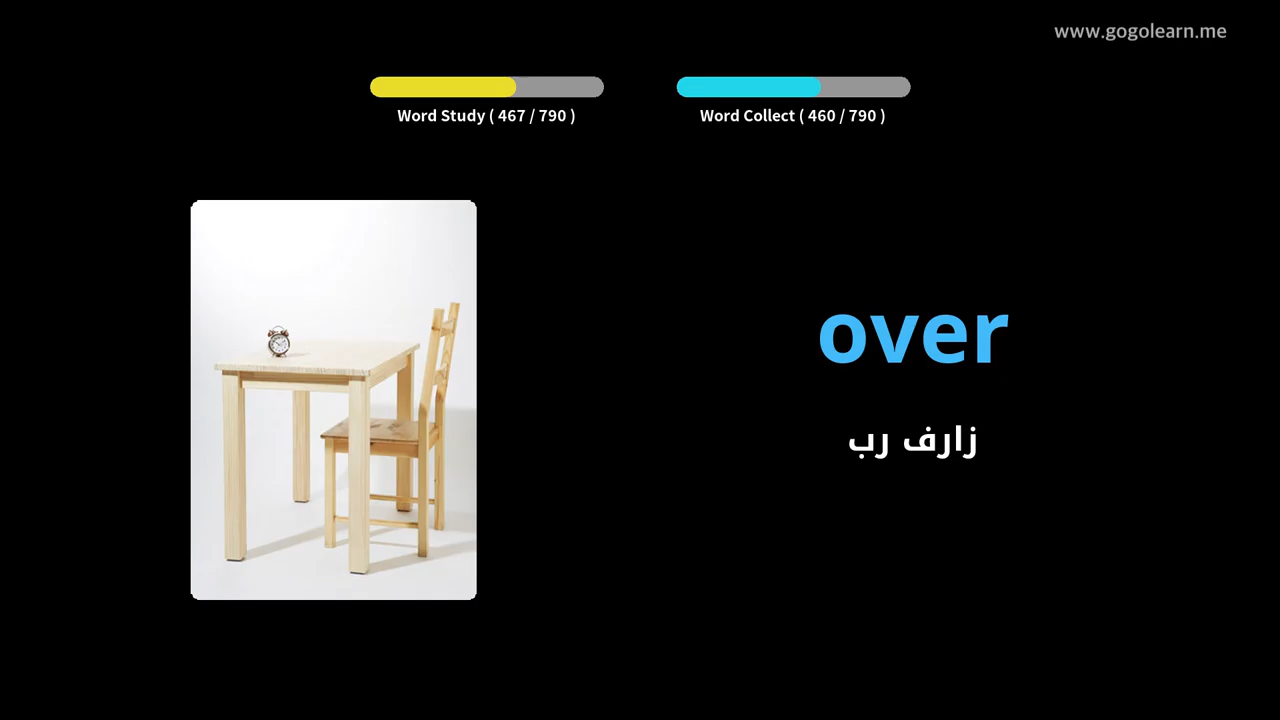 www.gogolearn.me
Word Study ( 467 / 790 )
Word Collect ( 460 / 790 )
over
زارف رب